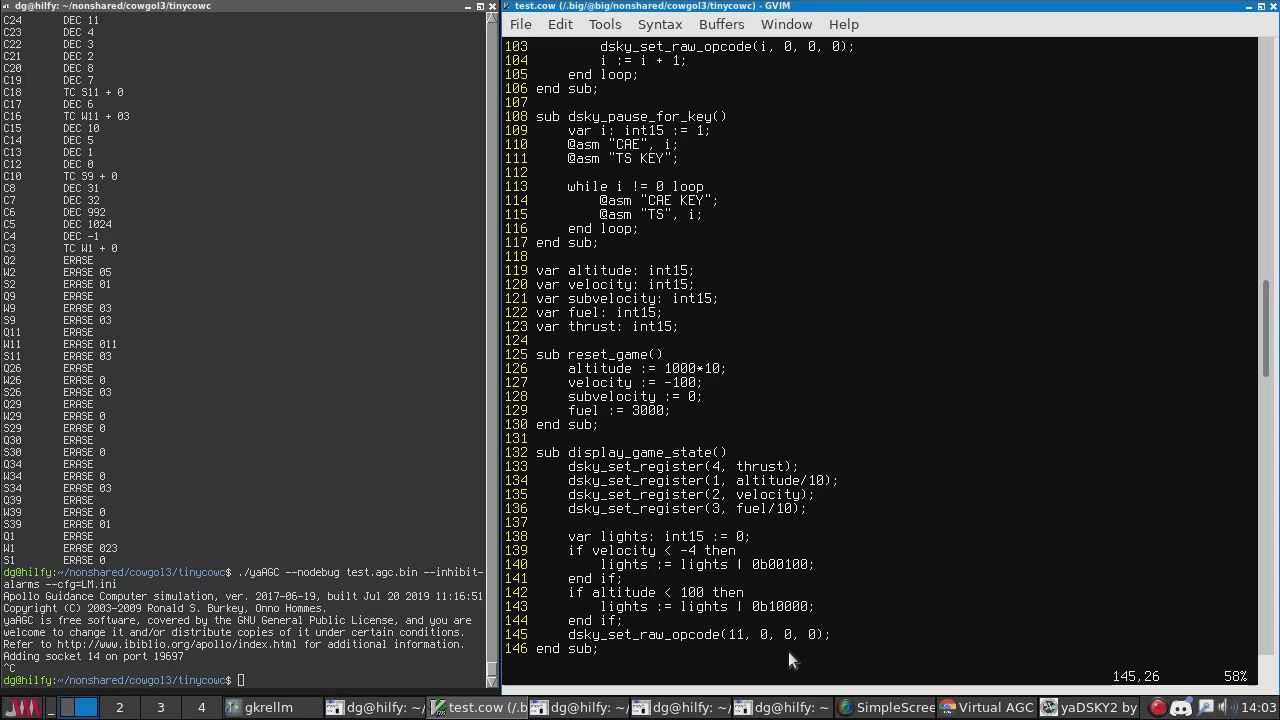 dg@hilfy: ~/nonshared/cowgol3/tinycowc
C24 DEC 11
C23 DEC 4
C22 DEC 3
C21 DEC 2
C20 DEC 8
C19 DEC 7
C18 TC S11 + 0
C17 DEC 6
C16 TC W11 + 03
C15 DEC 10
C14 DEC 5
C13 DEC 1
C12 DEC 0
C10 TC S9 + 0
C8 DEC 31
C7 DEC 32
C6 DEC 992
C5 DEC 1024
C4 DEC -1
C3 TC W1 + 0
Q2 ERASE
W2 ERASE 05
S2 ERASE 01
Q9 ERASE
W9 ERASE 03
S9 ERASE 03
Q11 ERASE
W11 ERASE 011
S11 ERASE 03
Q26 ERASE
W26 ERASE 0
S26 ERASE 03
Q29 ERASE
W29 ERASE 0
S29 ERASE 0
Q30 ERASE
S30 ERASE 0
Q34 ERASE
W34 ERASE 0
S34 ERASE 03
Q39 ERASE
W39 ERASE 0
S39 ERASE 01
Q1 ERASE
W1 ERASE 023
S1 ERASE 0
dg@hilfy:~/nonshared/cowgol3/tinycowc$ ./yaAGC --nodebug test.agc.bin --inhibit-
alarms --cfg=LM.ini
Apollo Guidance Computer simulation, ver. 2017-06-19, built Jul 20 2019 11:16:51
Copyright (C) 2003-2009 Ronald S. Burkey, Onno Hommes.
yaAGC is free software, covered by the GNU General Public License, and you are
welcome to change it and/or distribute copies of it under certain conditions.
Refer to http://www.ibiblio.org/apollo/index.html for additional information.
Adding socket 14 on port 19697
^C
dg@hilfy:~/nonshared/cowgol3/tinycowc$
test.cow (/.big/@big/nonshared/cowgol3/tinycowc) - GVIM
File Edit Tools Syntax Buffers Window Help
103 dsky_set_raw_opcode(i, 0, 0, 0);
104 i := i + 1;
105 end loop;
106 end sub;
107
108 sub dsky_pause_for_key()
109 var i: int15 := 1;
110 @asm "CAE", i;
111 @asm "TS KEY";
112
113 while i != 0 loop
114 @asm "CAE KEY";
115 @asm "TS", i;
116 end loop;
117 end sub;
118
119 var altitude: int15;
120 var velocity: int15;
121 var subvelocity: int15;
122 var fuel: int15;
123 var thrust: int15;
124
125 sub reset_game()
126 altitude := 1000*10;
127 velocity := -100;
128 subvelocity := 0;
129 fuel := 3000;
130 end sub;
131
132 sub display_game_state()
133 dsky_set_register(4, thrust);
134 dsky_set_register(1, altitude/10);
135 dsky_set_register(2, velocity);
136 dsky_set_register(3, fuel/10);
137
138 var lights: int15 := 0;
139 if velocity < -4 then
140 lights := lights | 0b00100;
141 end if;
142 if altitude < 100 then
143 lights := lights | 0b10000;
144 end if;
145 dsky_set_raw_opcode(11, 0, 0, 0);
146 end sub;
145,26 58%
2 3 4 gkrellm dg@hilfy: ~/ test.cow (/.b dg@hilfy: ~/ dg@hilfy: ~/ dg@hilfy: ~/ SimpleScree Virtual AGC yaDSKY2 by 14:03